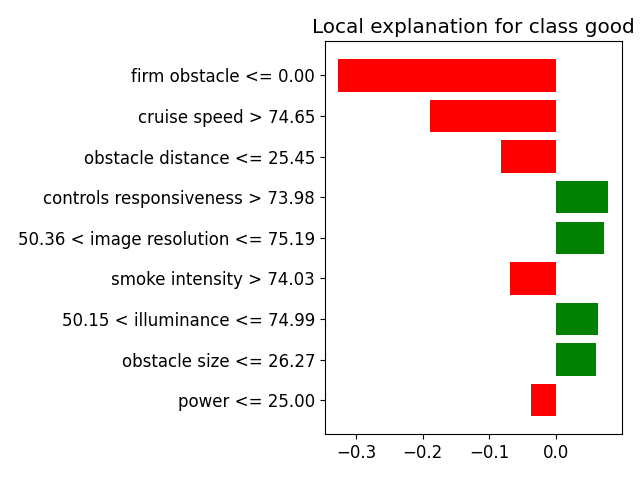 Local explanation for class good
firm obstacle <= 0.00
cruise speed > 74.65
obstacle distance <= 25.45
controls responsiveness > 73.98
50.36 < image resolution <= 75.19
smoke intensity > 74.03
50.15 < illuminance <= 74.99
obstacle size <= 26.27
power <= 25.00
−0.3 −0.2 −0.1 0.0